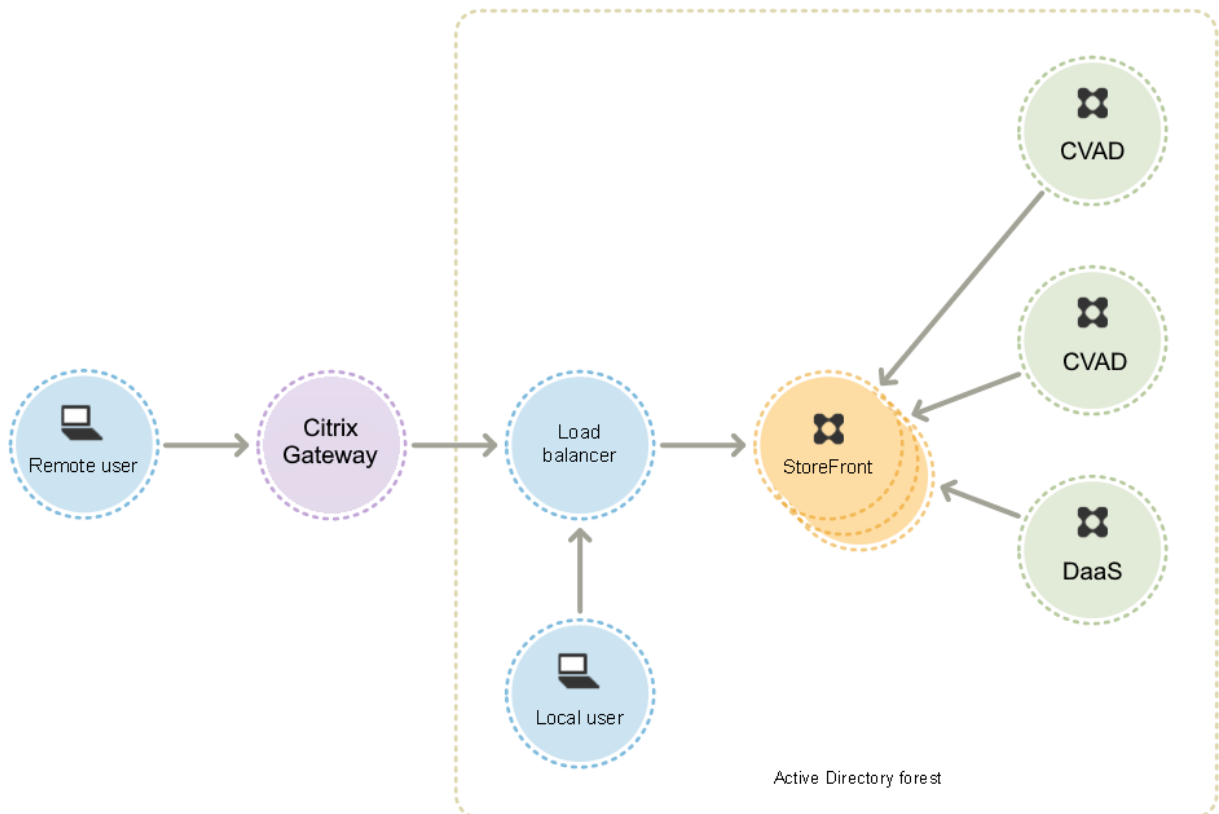 CVAD
CVAD
Remote user
Citrix
Gateway
Load
balancer
StoreFront
DaaS
Local user
Active Directory forest